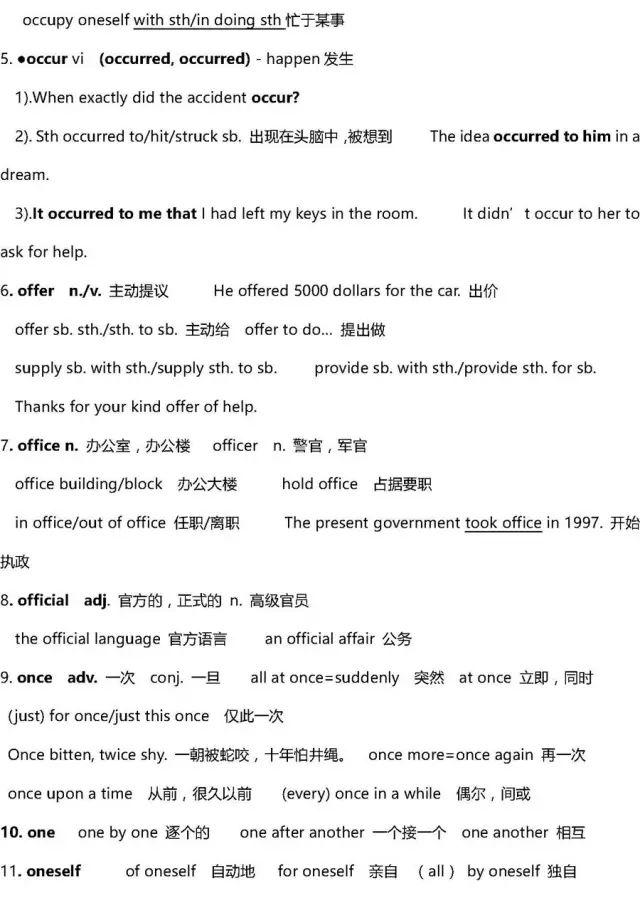 occupy oneself with sth/in doing sth 忙于某事
5. ●occur vi (occurred, occurred) - happen 发生
1).When exactly did the accident occur?
2). Sth occurred to/hit/struck sb. 出现在头脑中,被想到 The idea occurred to him in a
dream.
3).It occurred to me that I had left my keys in the room. It didn't occur to her to
ask for help.
6. offer n./v. 主动提议 He offered 5000 dollars for the car. 出价
offer sb. sth./sth. to sb. 主动给 offer to do... 提出做
supply sb. with sth./supply sth. to sb. provide sb. with sth./provide sth. for sb.
Thanks for your kind offer of help.
7. office n. 办公室，办公楼 officer n. 警官，军官
office building/block 办公大楼 hold office 占据要职
in office/out of office 任职/离职 The present government took office in 1997. 开始
执政
8. official adj. 官方的，正式的 n. 高级官员
the official language 官方语言 an official affair 公务
9. once adv. 一次 conj. 一旦 all at once=suddenly 突然 at once 立即，同时
(just) for once/just this once 仅此一次
Once bitten, twice shy. 一朝被蛇咬，十年怕井绳。 once more=once again 再一次
once upon a time 从前，很久以前 (every) once in a while 偶尔，间或
10. one one by one 逐个的 one after another 一个接一个 one another 相互
11. oneself of oneself 自动地 for oneself 亲自 （all） by oneself 独自